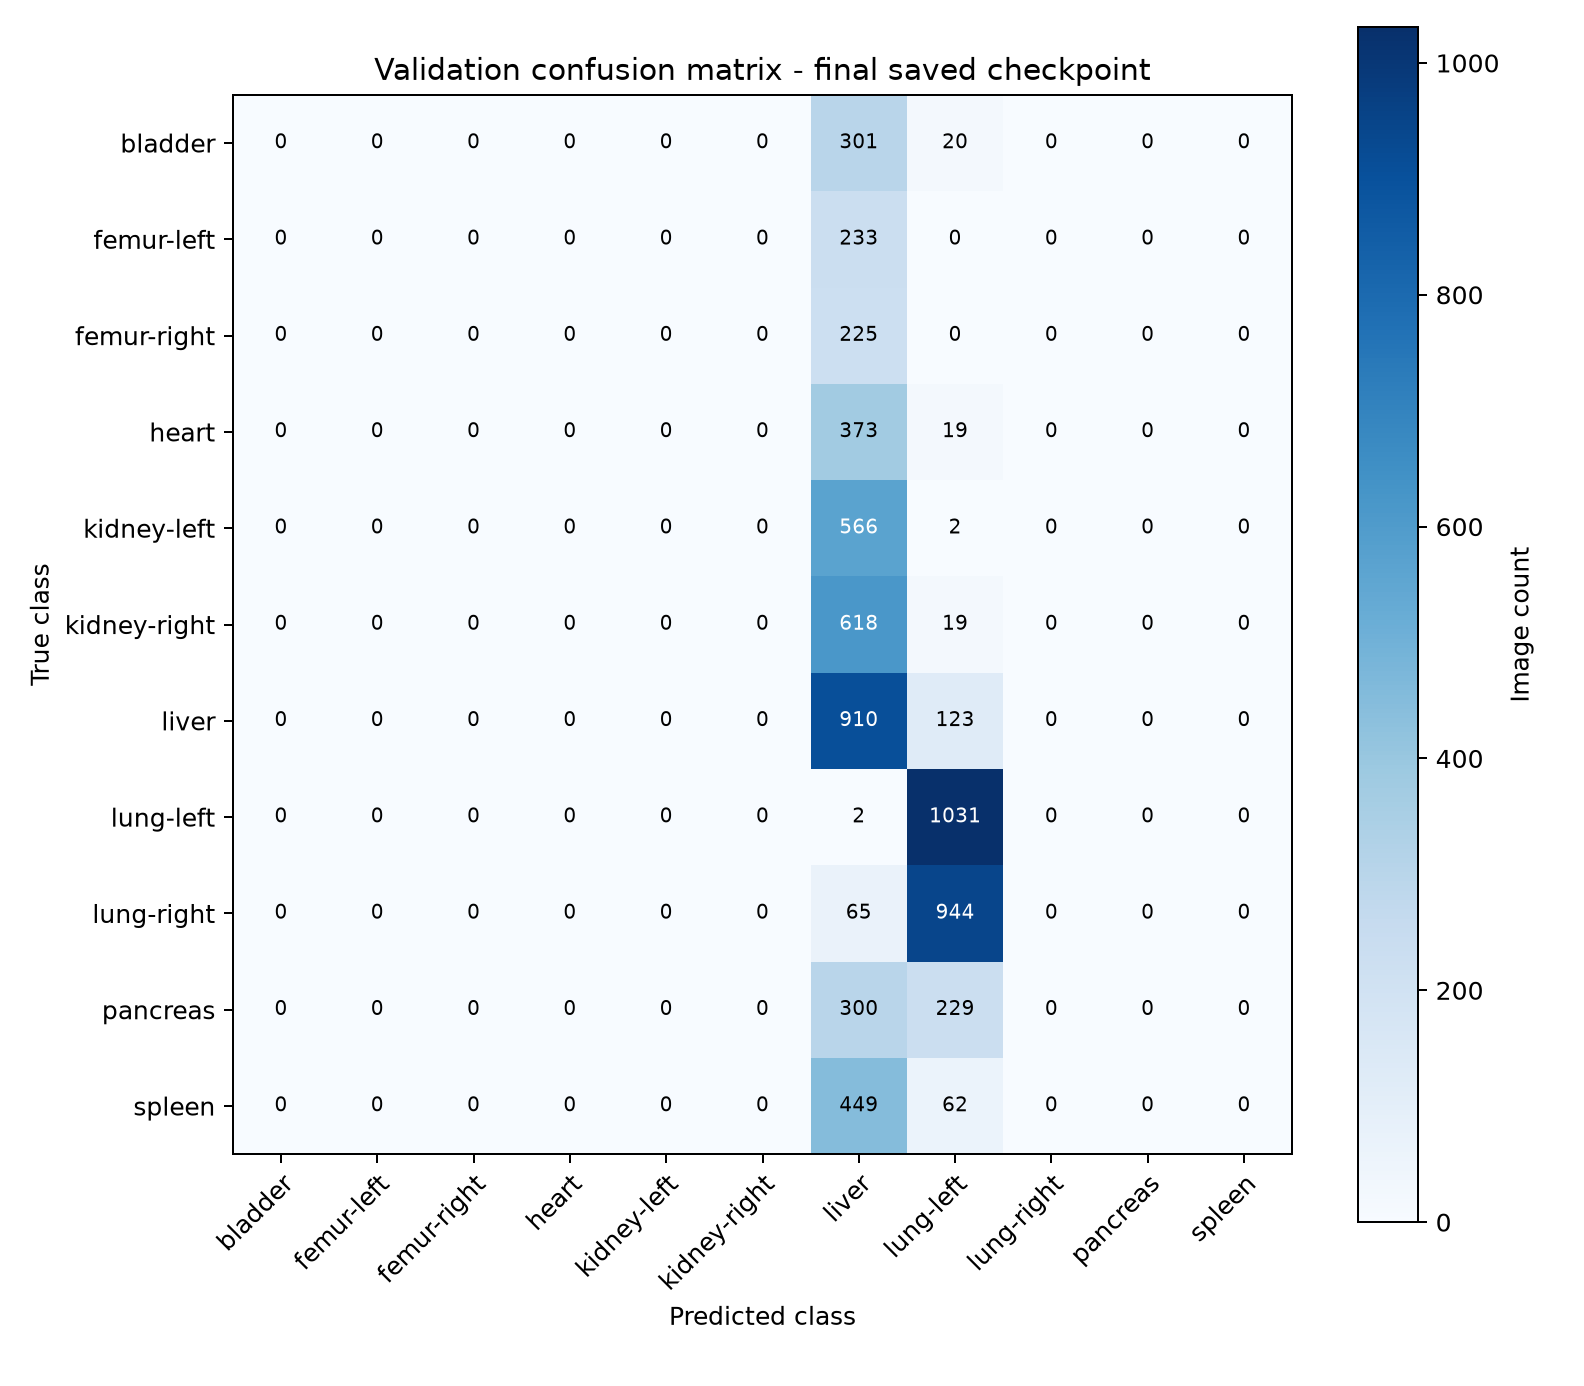 Validation confusion matrix - final saved checkpoint
bladder 0 0 0 0 0 0 301 20 0 0 0
femur-left 0 0 0 0 0 0 233 0 0 0 0
femur-right 0 0 0 0 0 0 225 0 0 0 0
heart 0 0 0 0 0 0 373 19 0 0 0
kidney-left 0 0 0 0 0 0 566 2 0 0 0
kidney-right 0 0 0 0 0 0 618 19 0 0 0
liver 0 0 0 0 0 0 910 123 0 0 0
lung-left 0 0 0 0 0 0 2 1031 0 0 0
lung-right 0 0 0 0 0 0 65 944 0 0 0
pancreas 0 0 0 0 0 0 300 229 0 0 0
spleen 0 0 0 0 0 0 449 62 0 0 0
True class
bladder femur-left femur-right heart kidney-left kidney-right liver lung-left lung-right pancreas spleen
Predicted class
1000
800
600
400
200
0
Image count